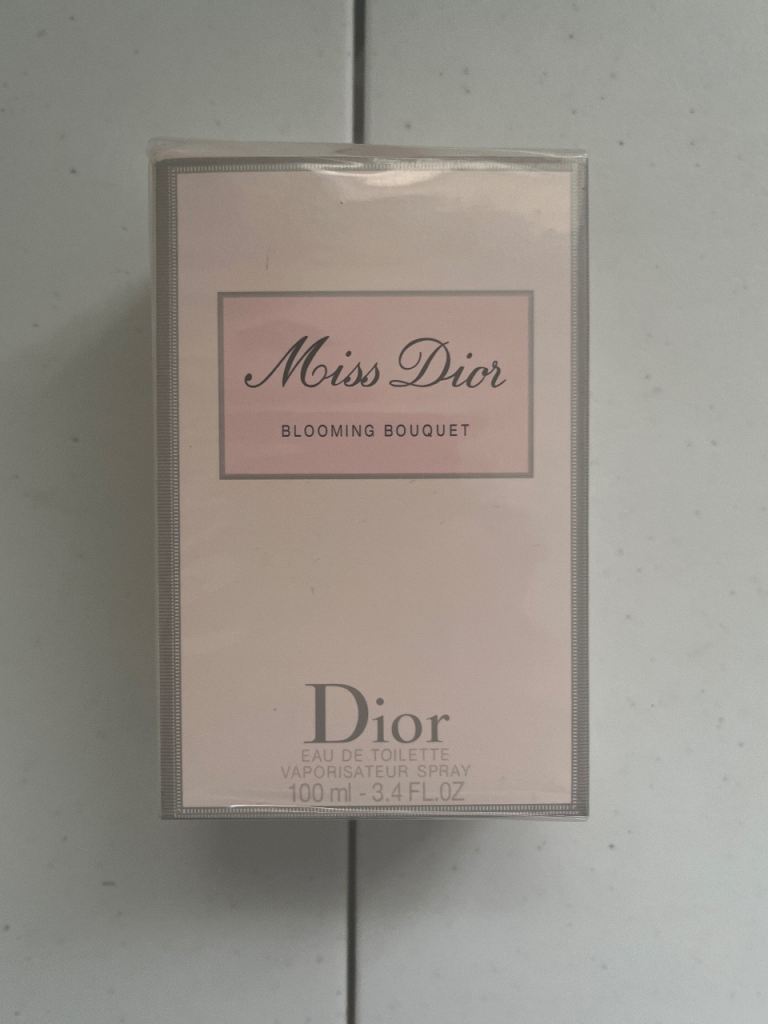 Miss Dior
BLOOMING BOUQUET
Dior
EAU DE TOILETTE
VAPORISATEUR SPRAY
100 ml - 3.4 FL.OZ